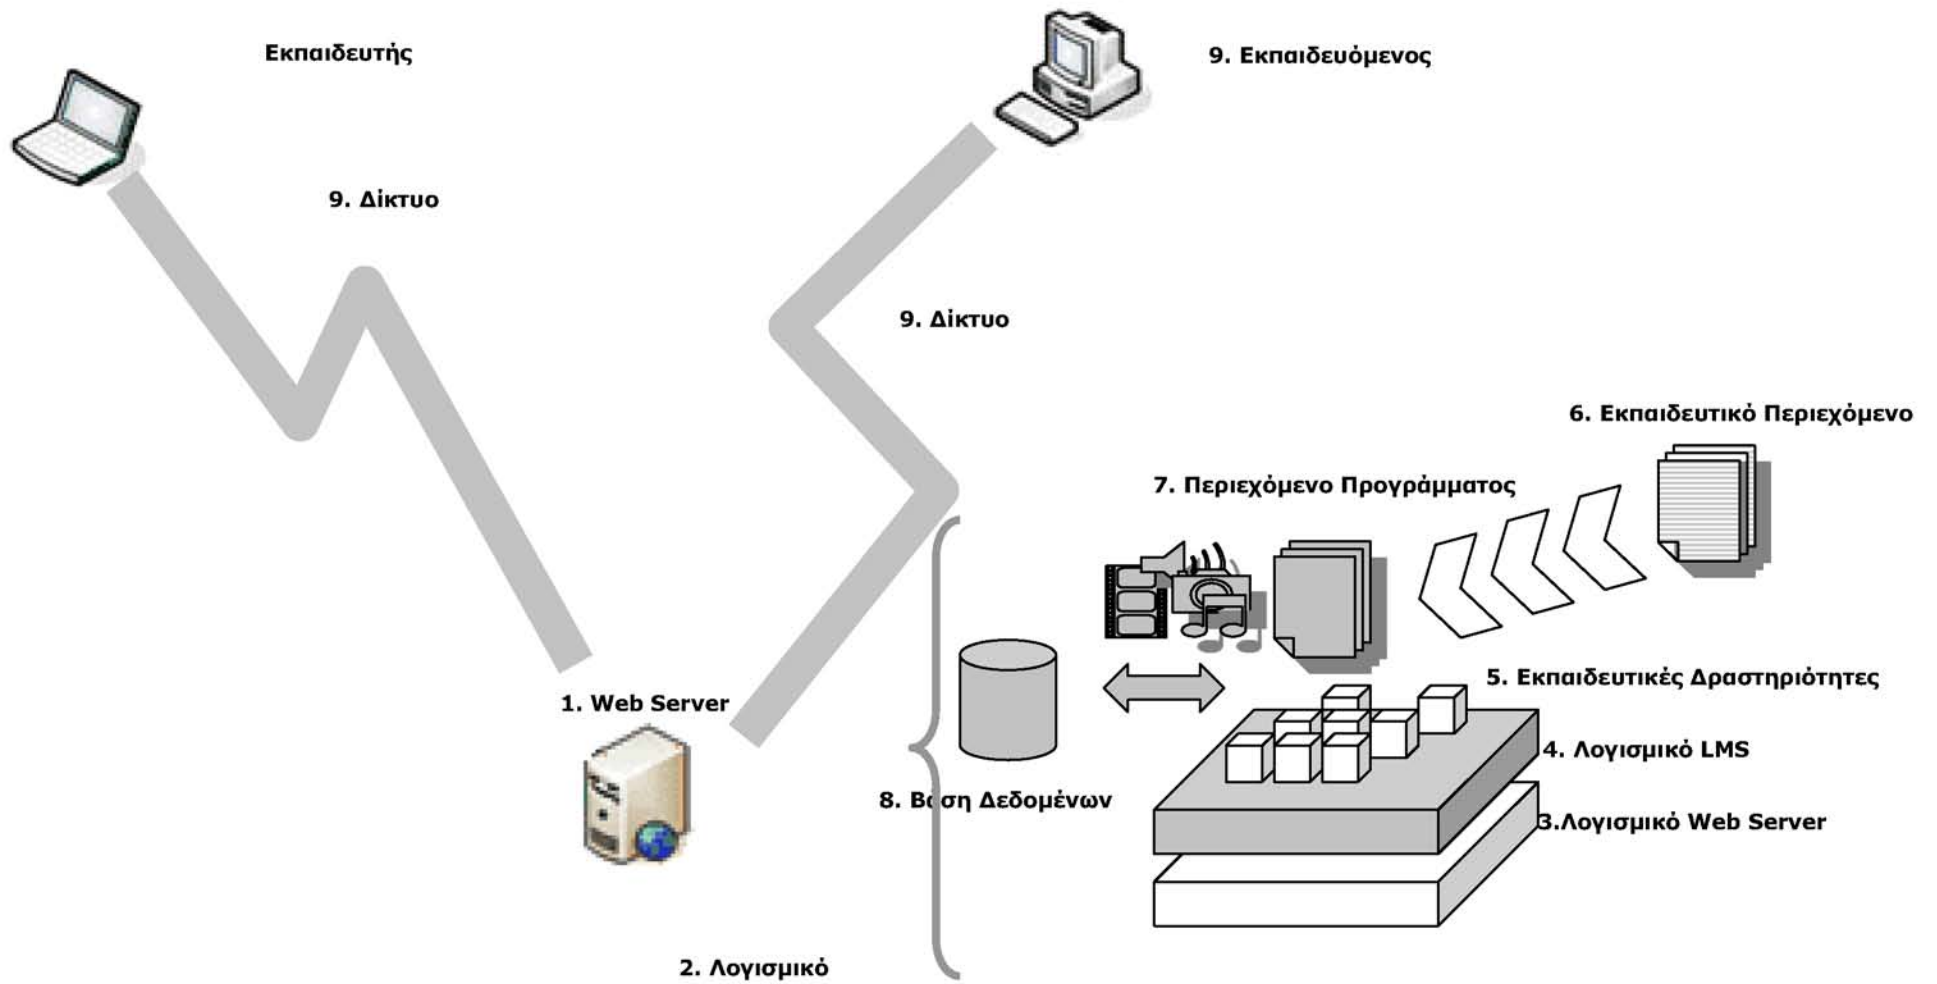 Εκπαιδευτής
9. Εκπαιδευόμενος
9. Δίκτυο
9. Δίκτυο
6. Εκπαιδευτικό Περιεχόμενο
7. Περιεχόμενο Προγράμματος
5. Εκπαιδευτικές Δραστηριότητες
1. Web Server
4. Λογισμικό LMS
8. Βάση Δεδομένων
3.Λογισμικό Web Server
2. Λογισμικό